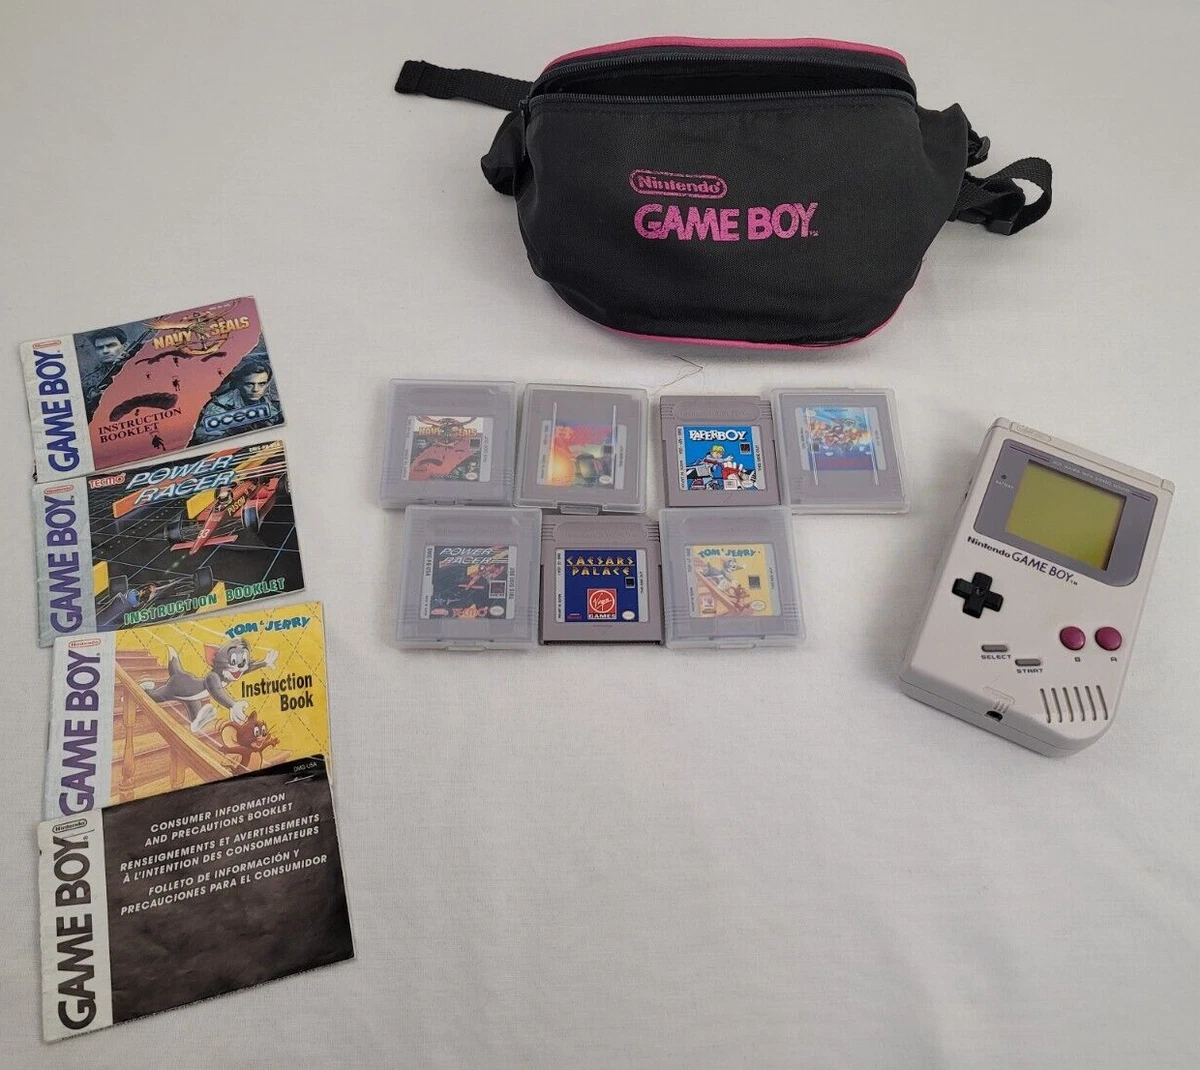 Nintendo
GAME BOY
GAME BOY
NAVY SEALS
INSTRUCTION
BOOKLET
ocean
GAME BOY
TECMO
POWER
RACER
INSTRUCTION BOOKLET
GAME BOY
TOM & JERRY
Instruction
Book
Nintendo
GAME BOY
DMG-USA
CONSUMER INFORMATION
AND PRECAUTIONS BOOKLET
RENSEIGNEMENTS ET AVERTISSEMENTS
À L'INTENTION DES CONSOMMATEURS
FOLLETO DE INFORMACIÓN Y
PRECAUCIONES PARA EL CONSUMIDOR
NAVY SEALS
PAPERBOY
POWER
RACER
TECMO
CAESARS
PALACE
Virgin
GAMES
TOM & JERRY
Nintendo GAME BOY
SELECT
START
B
A